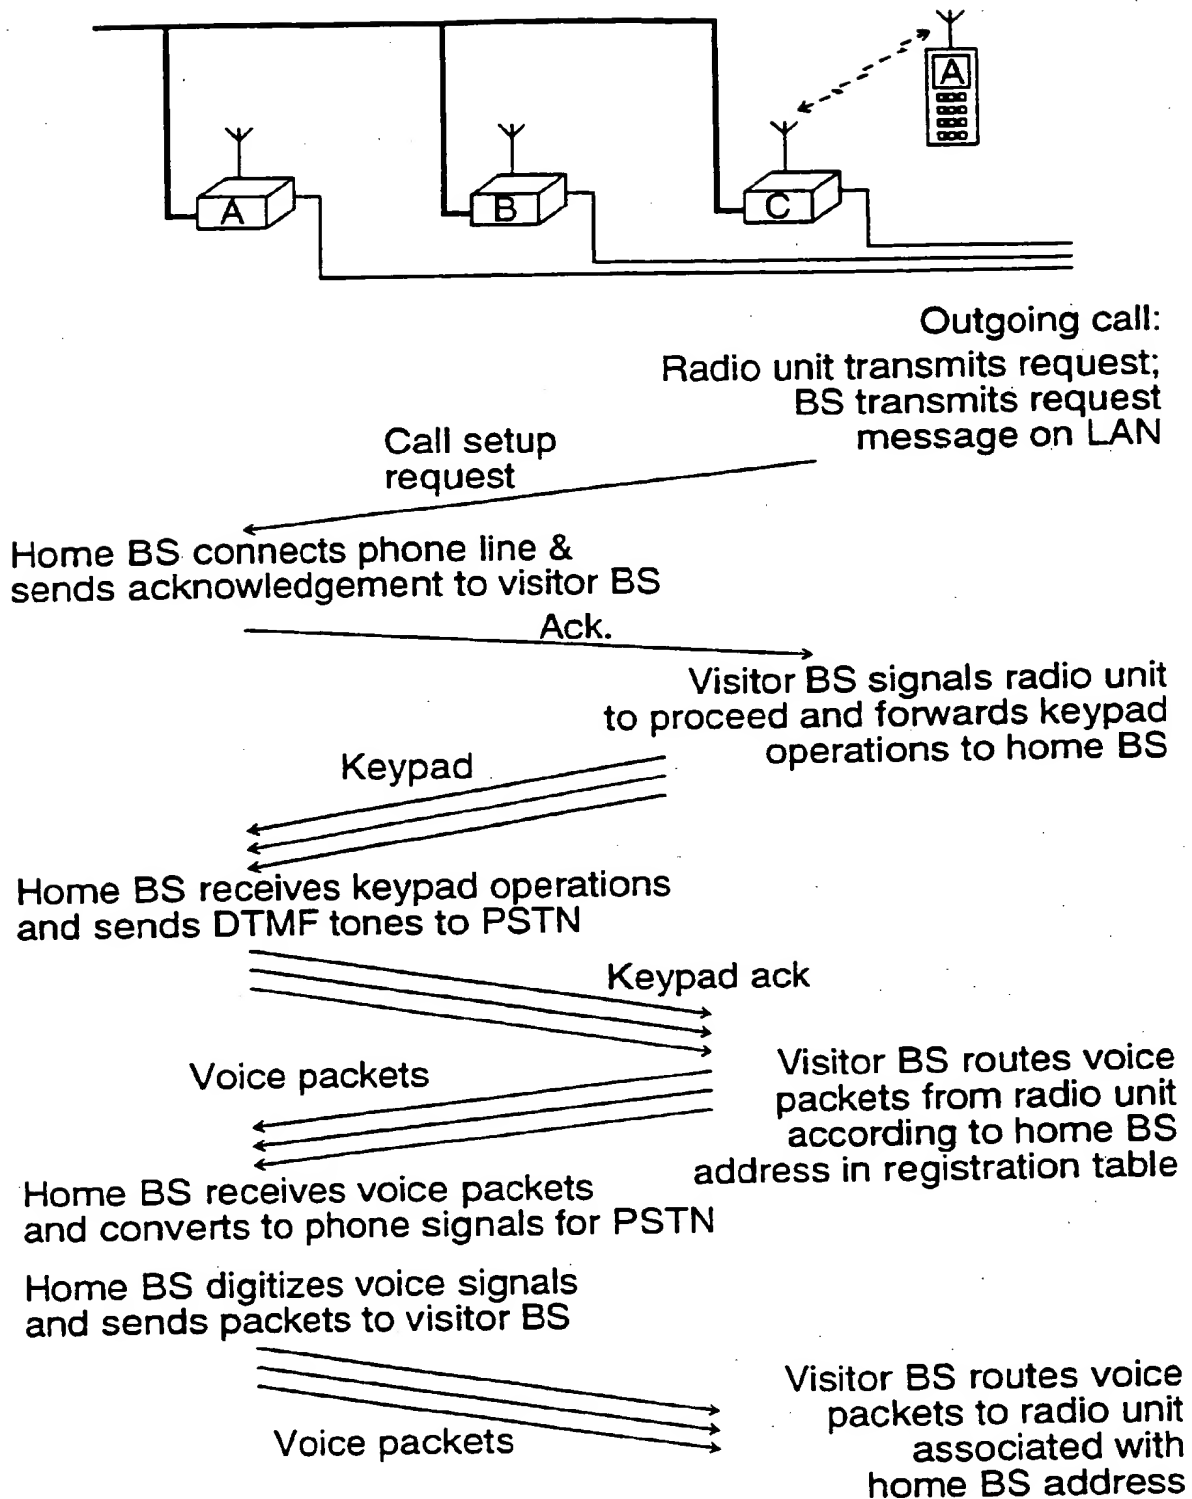 A
A
B
C
Outgoing call:
Radio unit transmits request;
BS transmits request
message on LAN
Call setup
request
Home BS connects phone line &
sends acknowledgement to visitor BS
Ack.
Visitor BS signals radio unit
to proceed and forwards keypad
operations to home BS
Keypad
Home BS receives keypad operations
and sends DTMF tones to PSTN
Keypad ack
Voice packets
Visitor BS routes voice
packets from radio unit
according to home BS
address in registration table
Home BS receives voice packets
and converts to phone signals for PSTN
Home BS digitizes voice signals
and sends packets to visitor BS
Voice packets
Visitor BS routes voice
packets to radio unit
associated with
home BS address